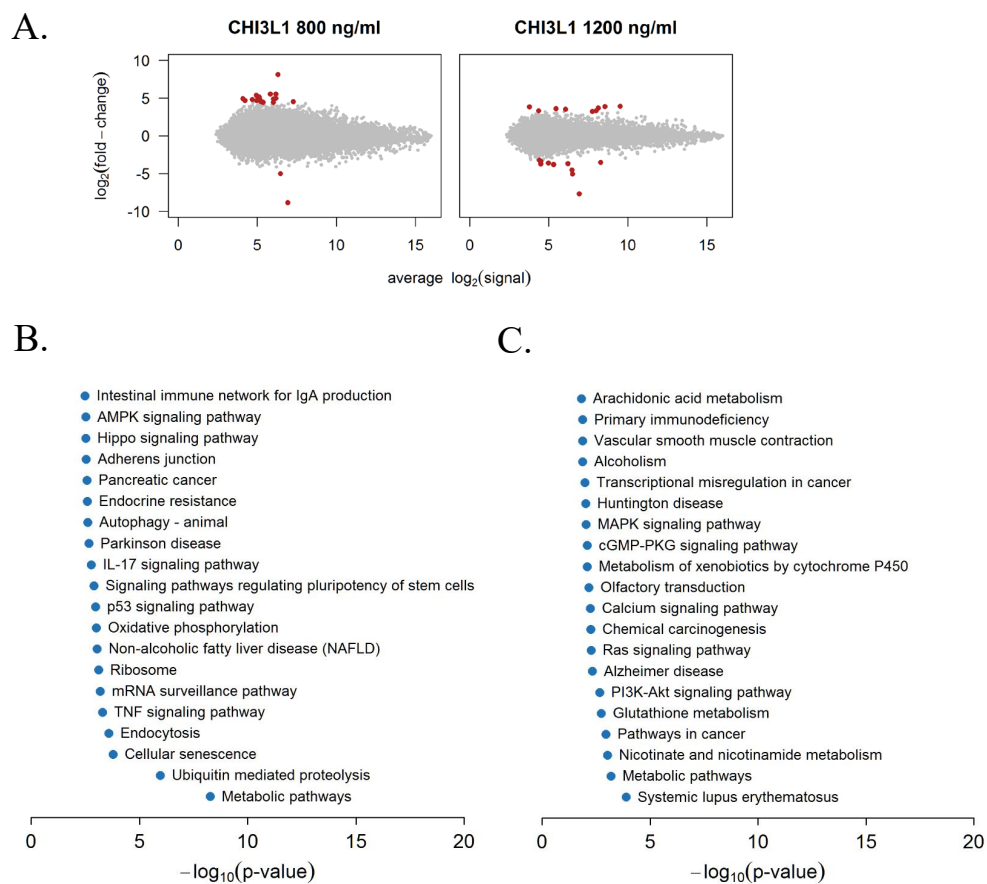 A.
CHI3L1 800 ng/ml
CHI3L1 1200 ng/ml
log2(fold−change)
10
5
0
-5
-10
0 5 10 15
0 5 10 15
average log2(signal)
B.
Intestinal immune network for IgA production
AMPK signaling pathway
Hippo signaling pathway
Adherens junction
Pancreatic cancer
Endocrine resistance
Autophagy - animal
Parkinson disease
IL-17 signaling pathway
Signaling pathways regulating pluripotency of stem cells
p53 signaling pathway
Oxidative phosphorylation
Non-alcoholic fatty liver disease (NAFLD)
Ribosome
mRNA surveillance pathway
TNF signaling pathway
Endocytosis
Cellular senescence
Ubiquitin mediated proteolysis
Metabolic pathways
0 5 10 15 20
−log10(p-value)
C.
Arachidonic acid metabolism
Primary immunodeficiency
Vascular smooth muscle contraction
Alcoholism
Transcriptional misregulation in cancer
Huntington disease
MAPK signaling pathway
cGMP-PKG signaling pathway
Metabolism of xenobiotics by cytochrome P450
Olfactory transduction
Calcium signaling pathway
Chemical carcinogenesis
Ras signaling pathway
Alzheimer disease
PI3K-Akt signaling pathway
Glutathione metabolism
Pathways in cancer
Nicotinate and nicotinamide metabolism
Metabolic pathways
Systemic lupus erythematosus
0 5 10 15 20
−log10(p-value)